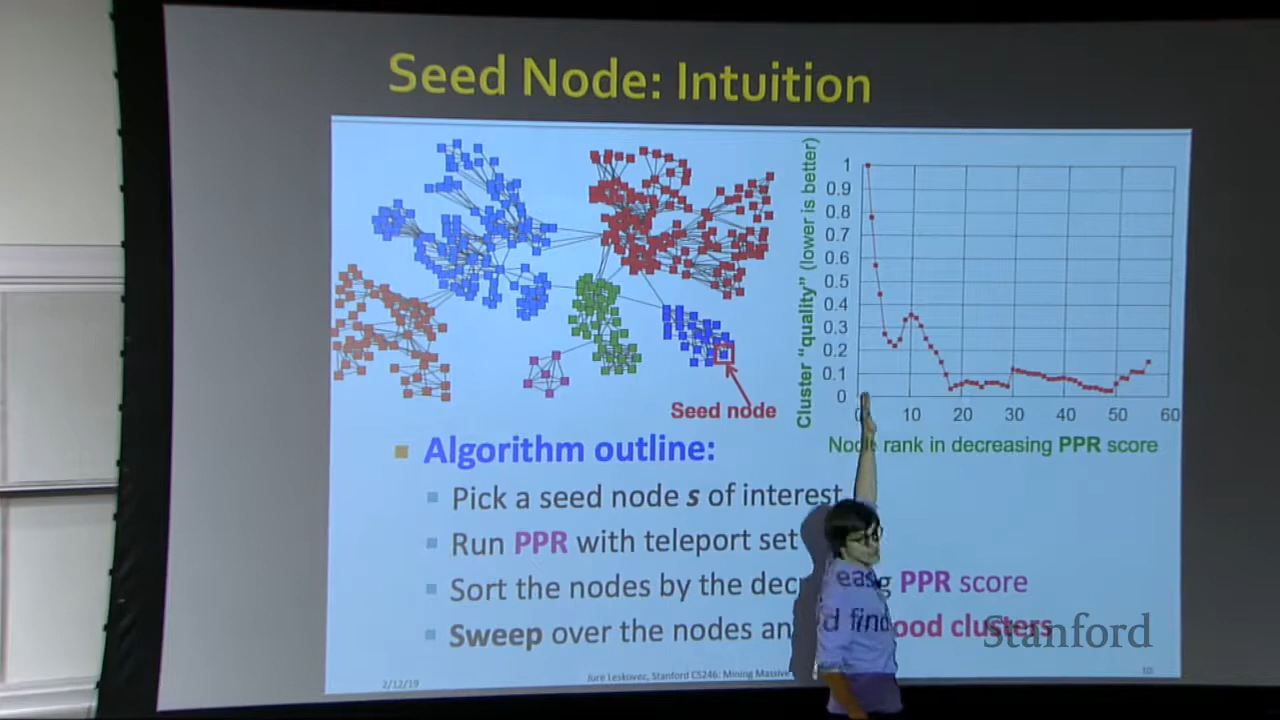 Seed Node: Intuition
Cluster "quality" (lower is better)
1
0.9
0.8
0.7
0.6
0.5
0.4
0.3
0.2
0.1
0
10 20 30 40 50 60
Node rank in decreasing PPR score
Seed node
Algorithm outline:
Pick a seed node s of interest
Run PPR with teleport set
Sort the nodes by the decreasing PPR score
Sweep over the nodes and find good clusters
Stanford
2/12/19
Jure Leskovec, Stanford CS246: Mining Massive
10